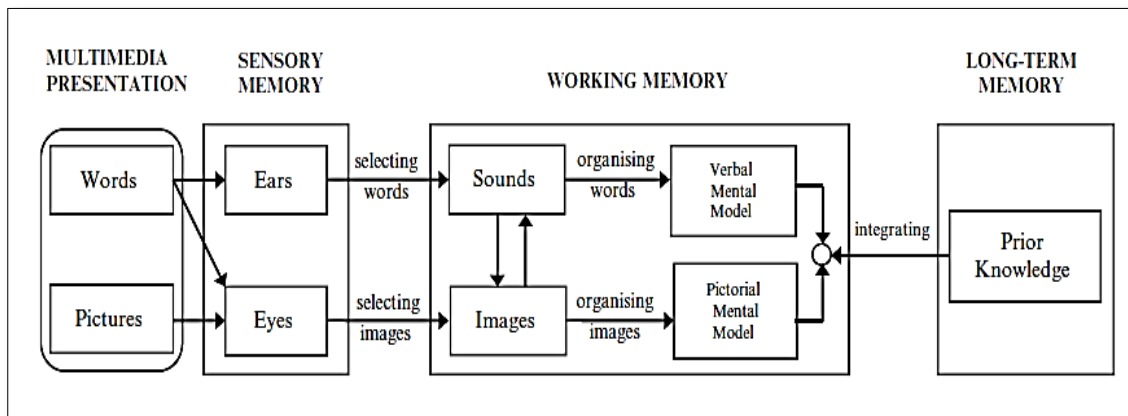 MULTIMEDIA
PRESENTATION
SENSORY
MEMORY
WORKING MEMORY
LONG-TERM
MEMORY
Words
Pictures
Ears
Eyes
selecting
words
selecting
images
Sounds
Images
organising
words
organising
images
Verbal
Mental
Model
Pictorial
Mental
Model
integrating
Prior
Knowledge